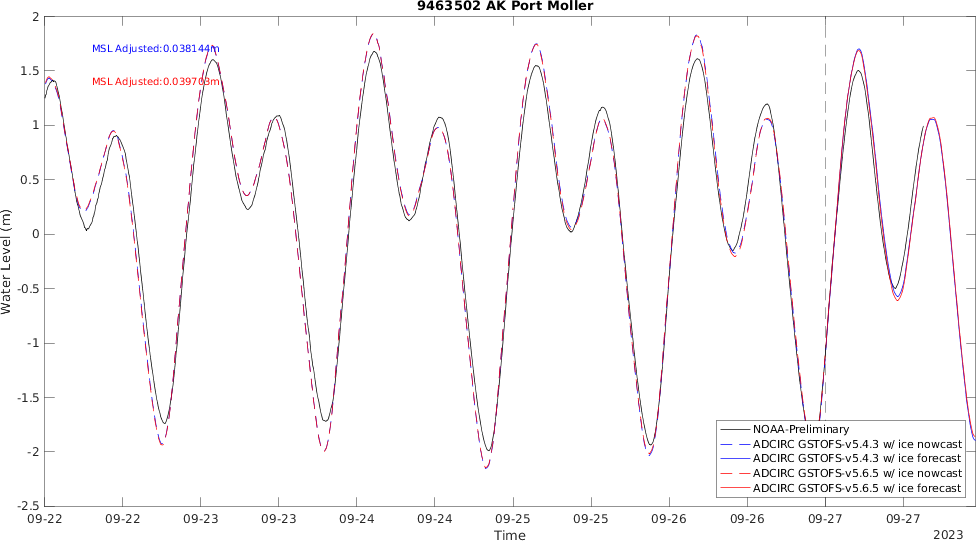 9463502 AK Port Moller
MSL Adjusted:0.038144m
MSL Adjusted:0.039703m
2
1.5
1
0.5
0
-0.5
-1
-1.5
-2
-2.5
Water Level (m)
NOAA-Preliminary
ADCIRC GSTOFS-v5.4.3 w/ ice nowcast
ADCIRC GSTOFS-v5.4.3 w/ ice forecast
ADCIRC GSTOFS-v5.6.5 w/ ice nowcast
ADCIRC GSTOFS-v5.6.5 w/ ice forecast
09-22 09-22 09-23 09-23 09-24 09-24 09-25 09-25 09-26 09-26 09-27 09-27
Time
2023